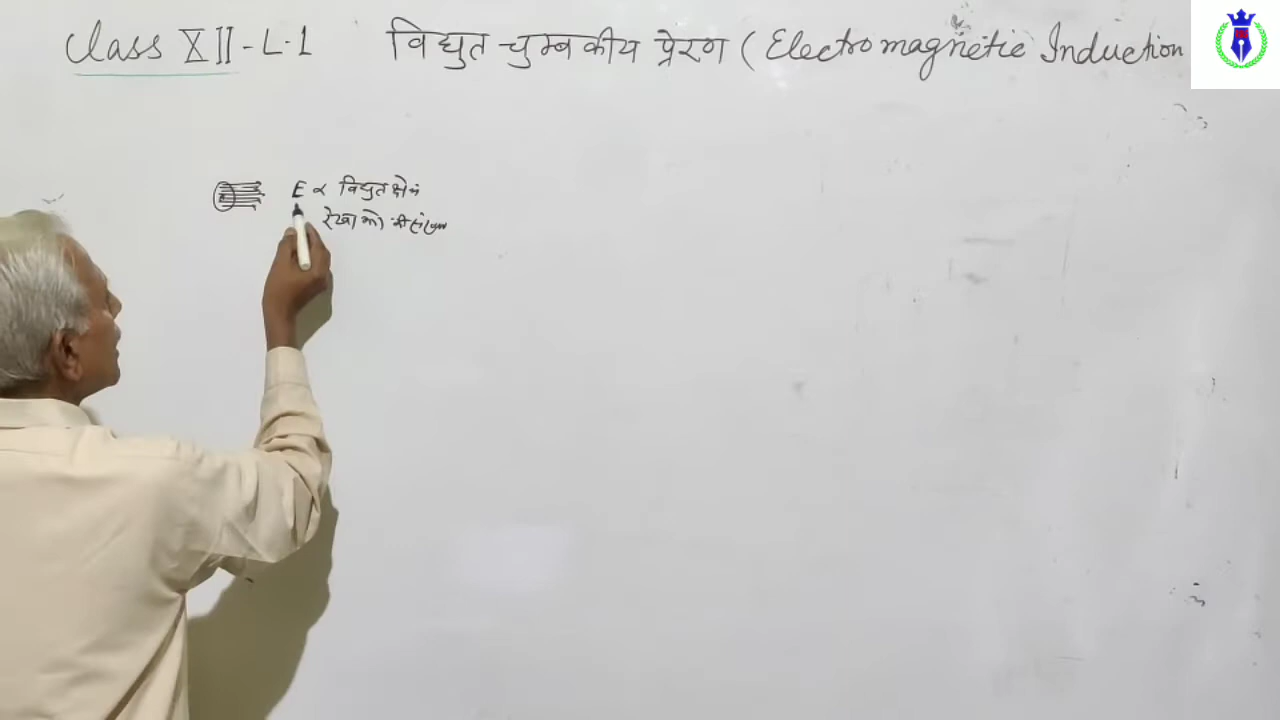 Class XII-L.1 विद्युत चुम्बकीय प्रेरण (Electromagnetic Induction
E ∝ विद्युत क्षेत्र
रेखाओं की संख्या